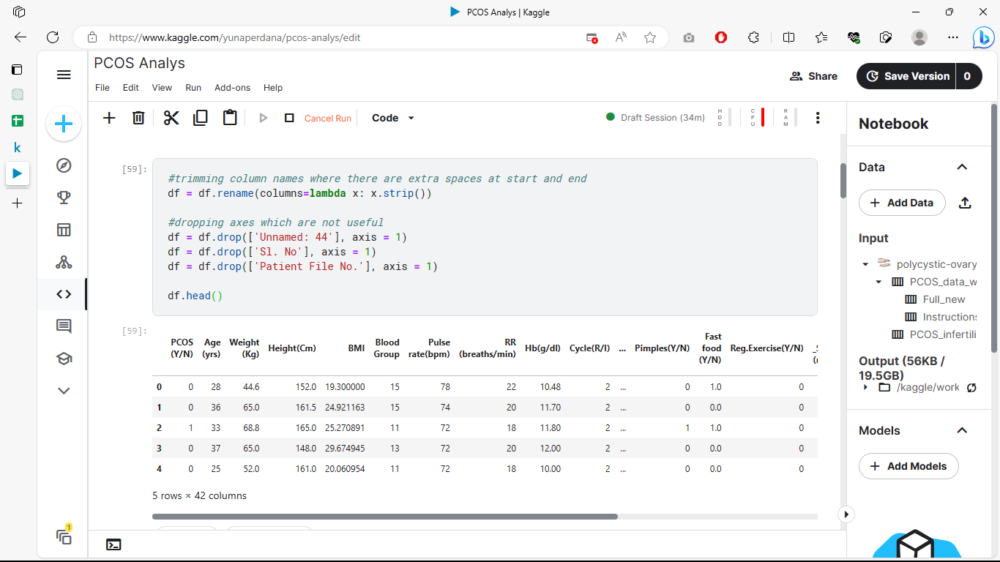 PCOS Analys | Kaggle
https://www.kaggle.com/yunaperdana/pcos-analys/edit
PCOS Analys
File Edit View Run Add-ons Help
Share
Save Version 0
Cancel Run
Code
Draft Session (34m)
HDD
CPU
RAM
[59]:
#trimming column names where there are extra spaces at start and end
df = df.rename(columns=lambda x: x.strip())
#dropping axes which are not useful
df = df.drop(['Unnamed: 44'], axis = 1)
df = df.drop(['Sl. No'], axis = 1)
df = df.drop(['Patient File No.'], axis = 1)
df.head()
[59]:
PCOS (Y/N) Age (yrs) Weight (Kg) Height(Cm) BMI Blood Group Pulse rate(bpm) RR (breaths/min) Hb(g/dl) Cycle(R/I) ... Pimples(Y/N) Fast food (Y/N) Reg.Exercise(Y/N)
0 0 28 44.6 152.0 19.300000 15 78 22 10.48 2 ... 0 1.0 0
1 0 36 65.0 161.5 24.921163 15 74 20 11.70 2 ... 0 0.0 0
2 1 33 68.8 165.0 25.270891 11 72 18 11.80 2 ... 1 1.0 0
3 0 37 65.0 148.0 29.674945 13 72 20 12.00 2 ... 0 0.0 0
4 0 25 52.0 161.0 20.060954 11 72 18 10.00 2 ... 0 0.0 0
5 rows × 42 columns
Notebook
Data
+ Add Data
Input
polycystic-ovary
PCOS_data_w
Full_new
Instructions
PCOS_infertili
Output (56KB /
19.5GB)
/kaggle/work
Models
+ Add Models
k
1